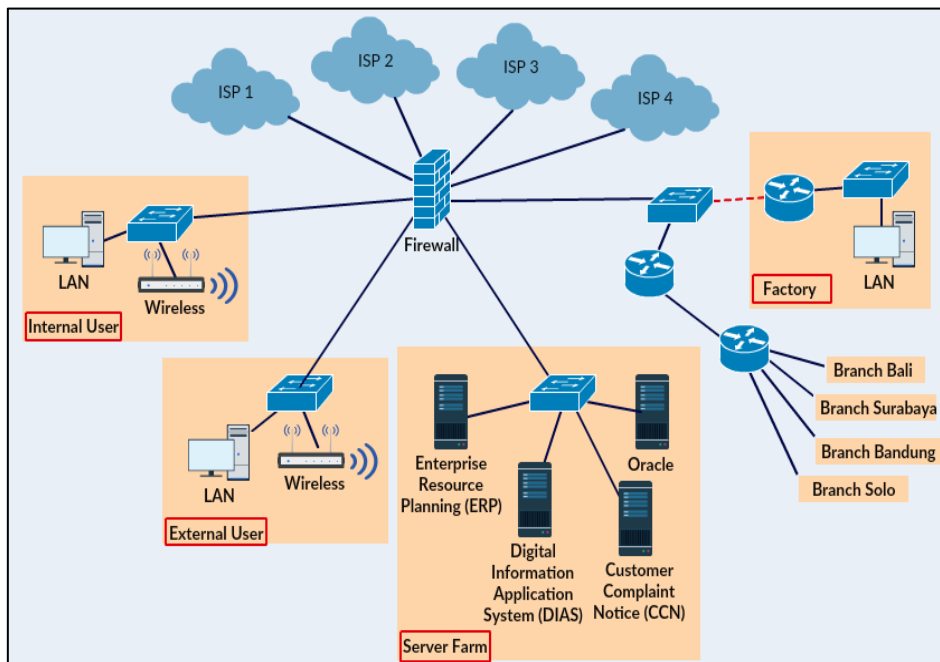 ISP 1
ISP 2
ISP 3
ISP 4
Firewall
LAN
Wireless
Internal User
Factory
LAN
Branch Bali
Branch Surabaya
Branch Bandung
Branch Solo
LAN
Wireless
External User
Enterprise
Resource
Planning (ERP)
Oracle
Digital
Information
Application
System (DIAS)
Customer
Complaint
Notice (CCN)
Server Farm